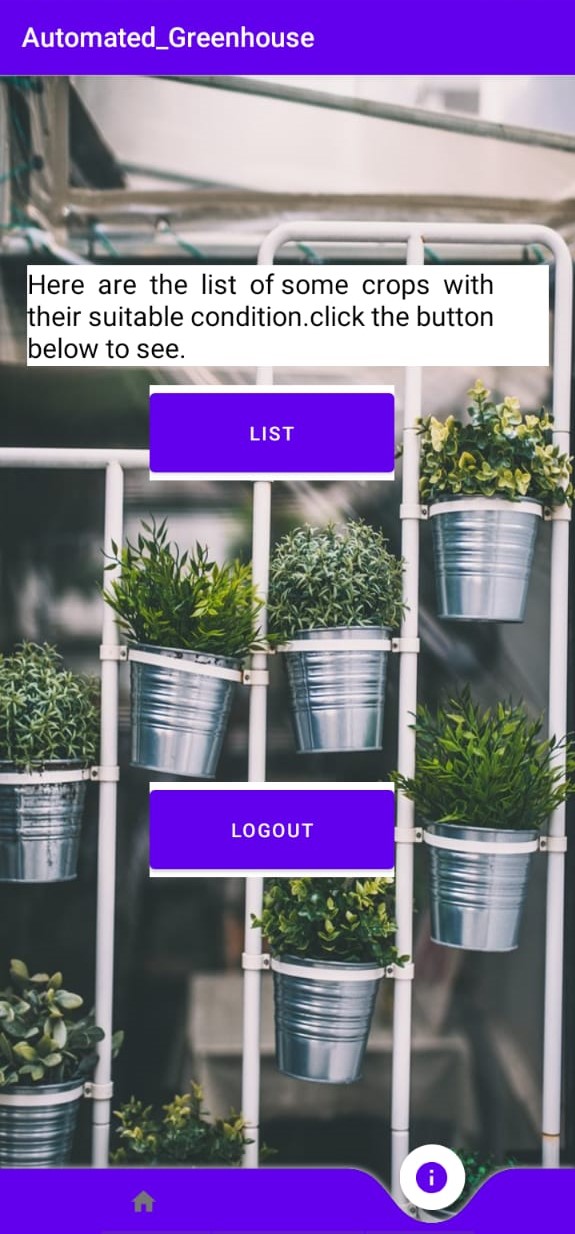 Automated_Greenhouse
Here are the list of some crops with
their suitable condition.click the button
below to see.
LIST
LOGOUT